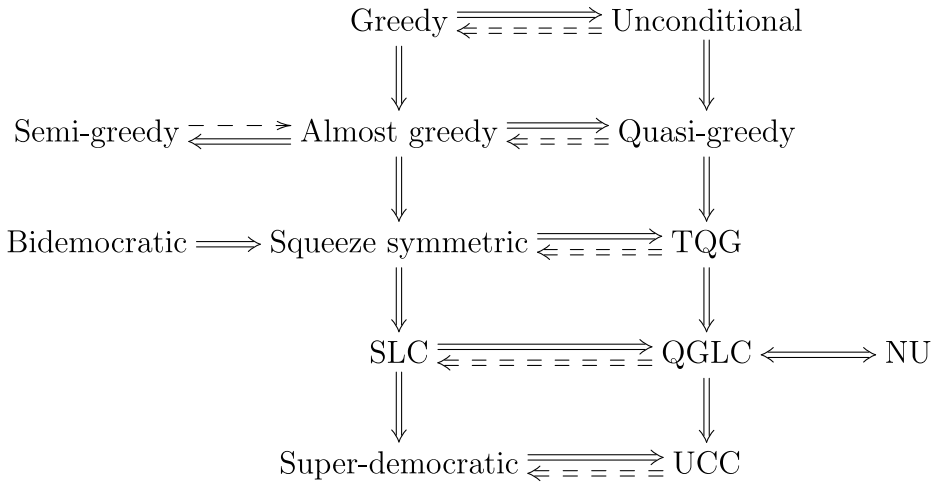 Greedy Unconditional
Semi-greedy Almost greedy Quasi-greedy
Bidemocratic Squeeze symmetric TQG
SLC QGLC NU
Super-democratic UCC